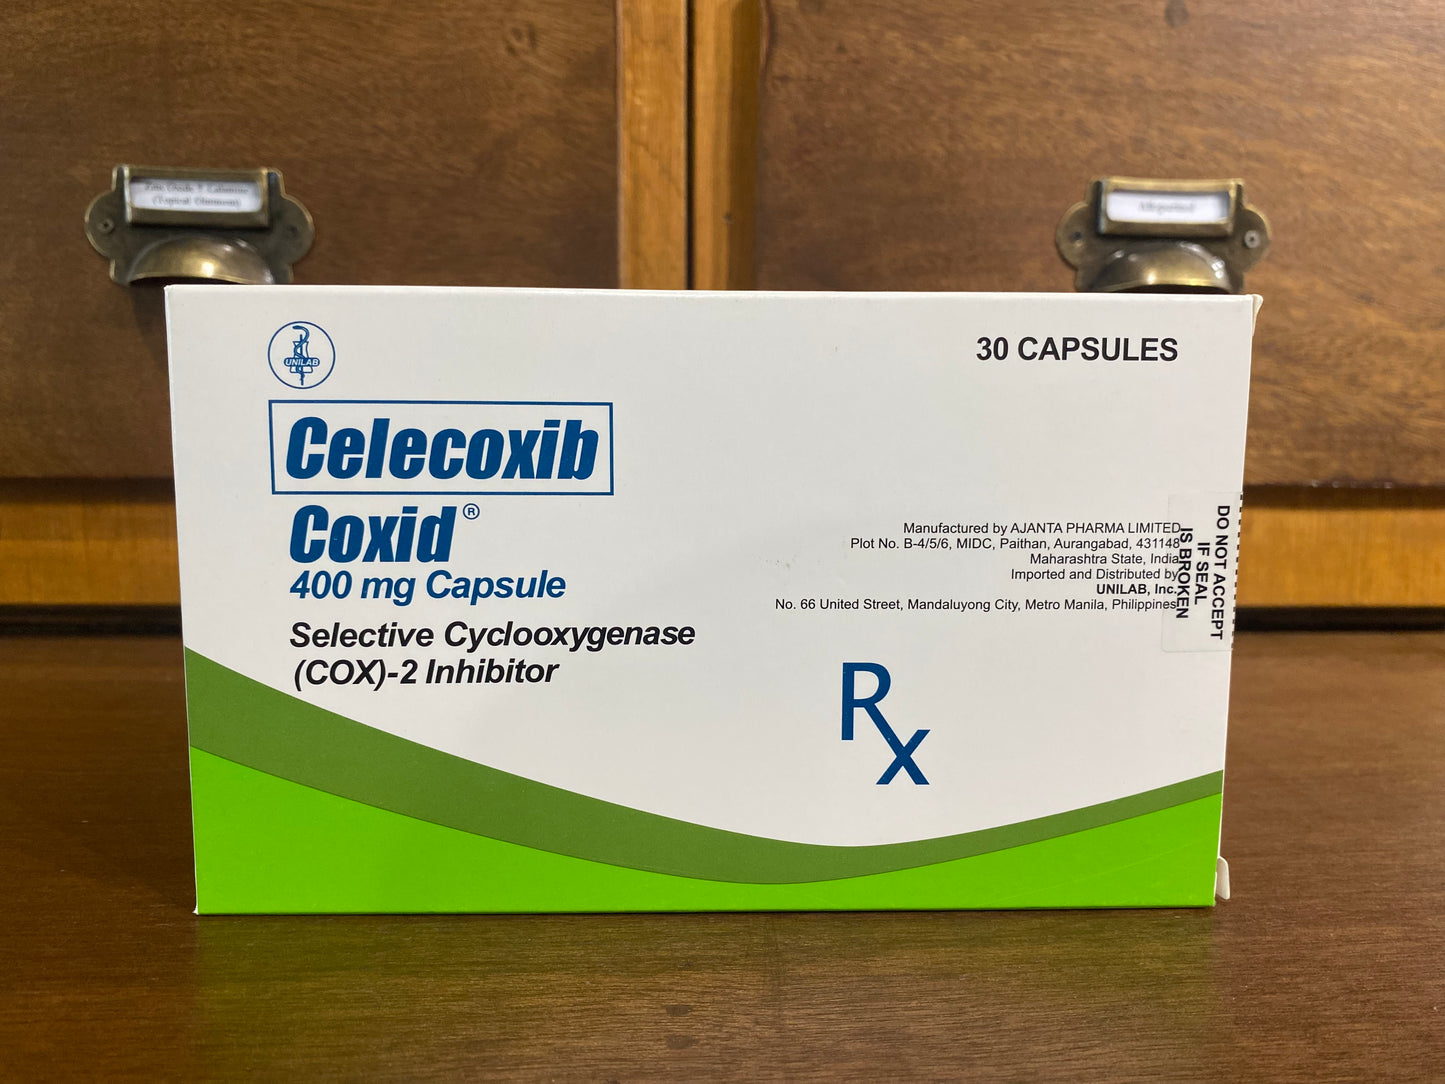 (Topical Ointment)
UNILAB
30 CAPSULES
Celecoxib
Coxid®
400 mg Capsule
Selective Cyclooxygenase
(COX)-2 Inhibitor
Manufactured by AJANTA PHARMA LIMITED
Plot No. B-4/5/6, MIDC, Paithan, Aurangabad, 431148
Maharashtra State, India
Imported and Distributed by
UNILAB, Inc.
No. 66 United Street, Mandaluyong City, Metro Manila, Philippines
DO NOT ACCEPT
IF SEAL
IS BROKEN
Rx